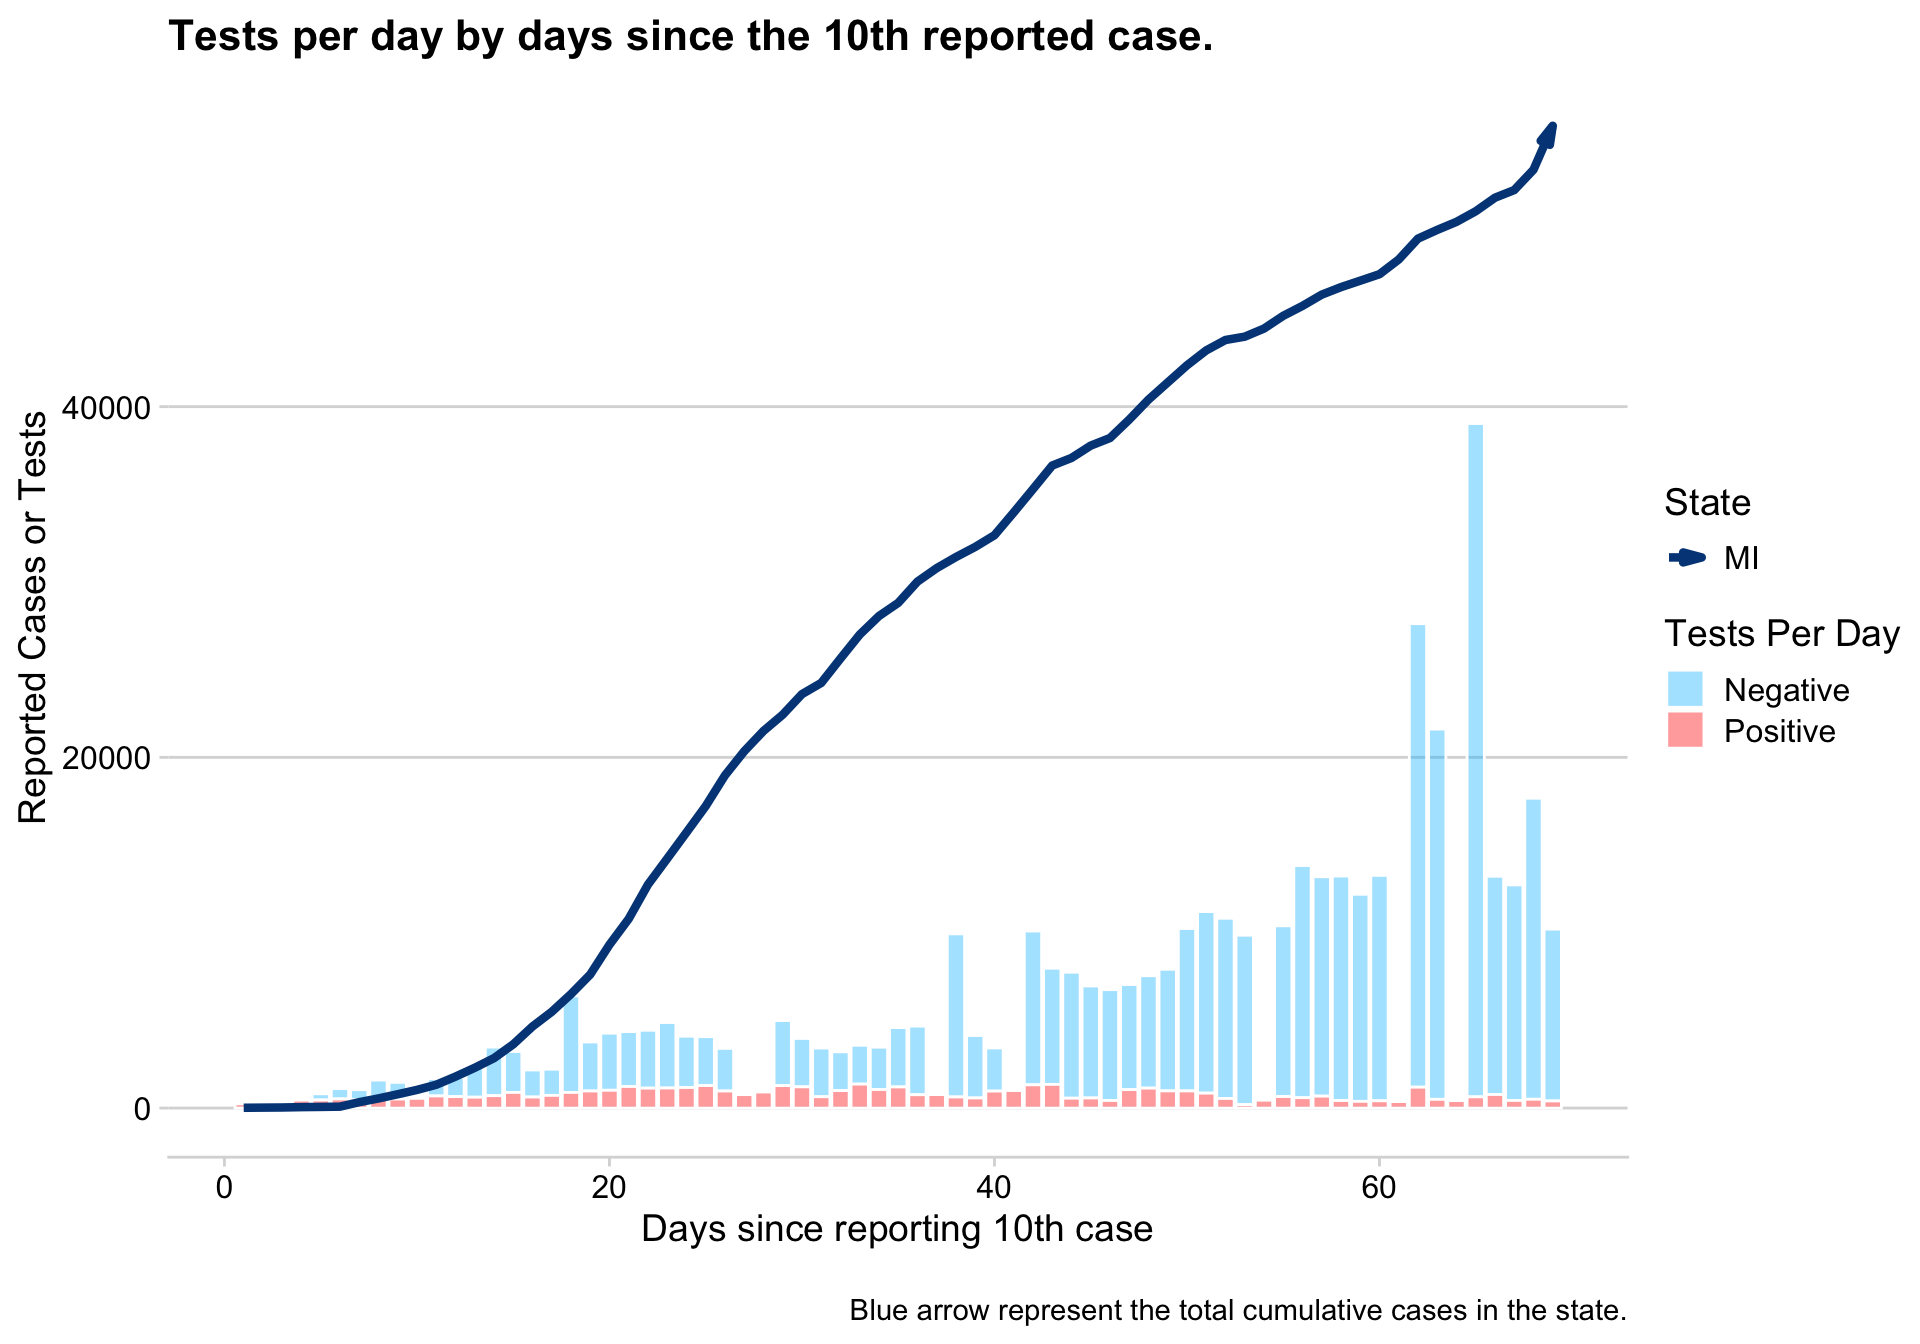 Tests per day by days since the 10th reported case.
Reported Cases or Tests
40000
20000
0
0
20
40
60
Days since reporting 10th case
State
MI
Tests Per Day
Negative
Positive
Blue arrow represent the total cumulative cases in the state.